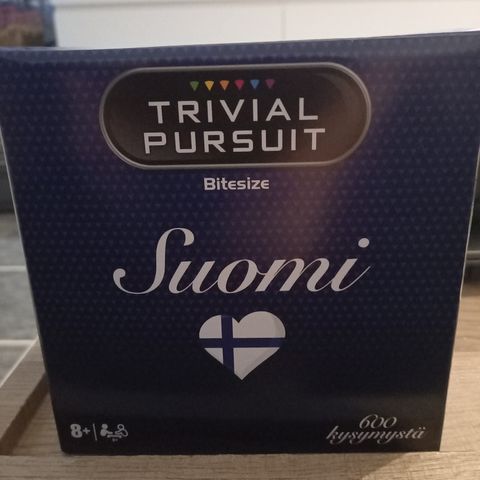 TRIVIAL
PURSUIT
Bitesize
Suomi
8+
600
kysymystä